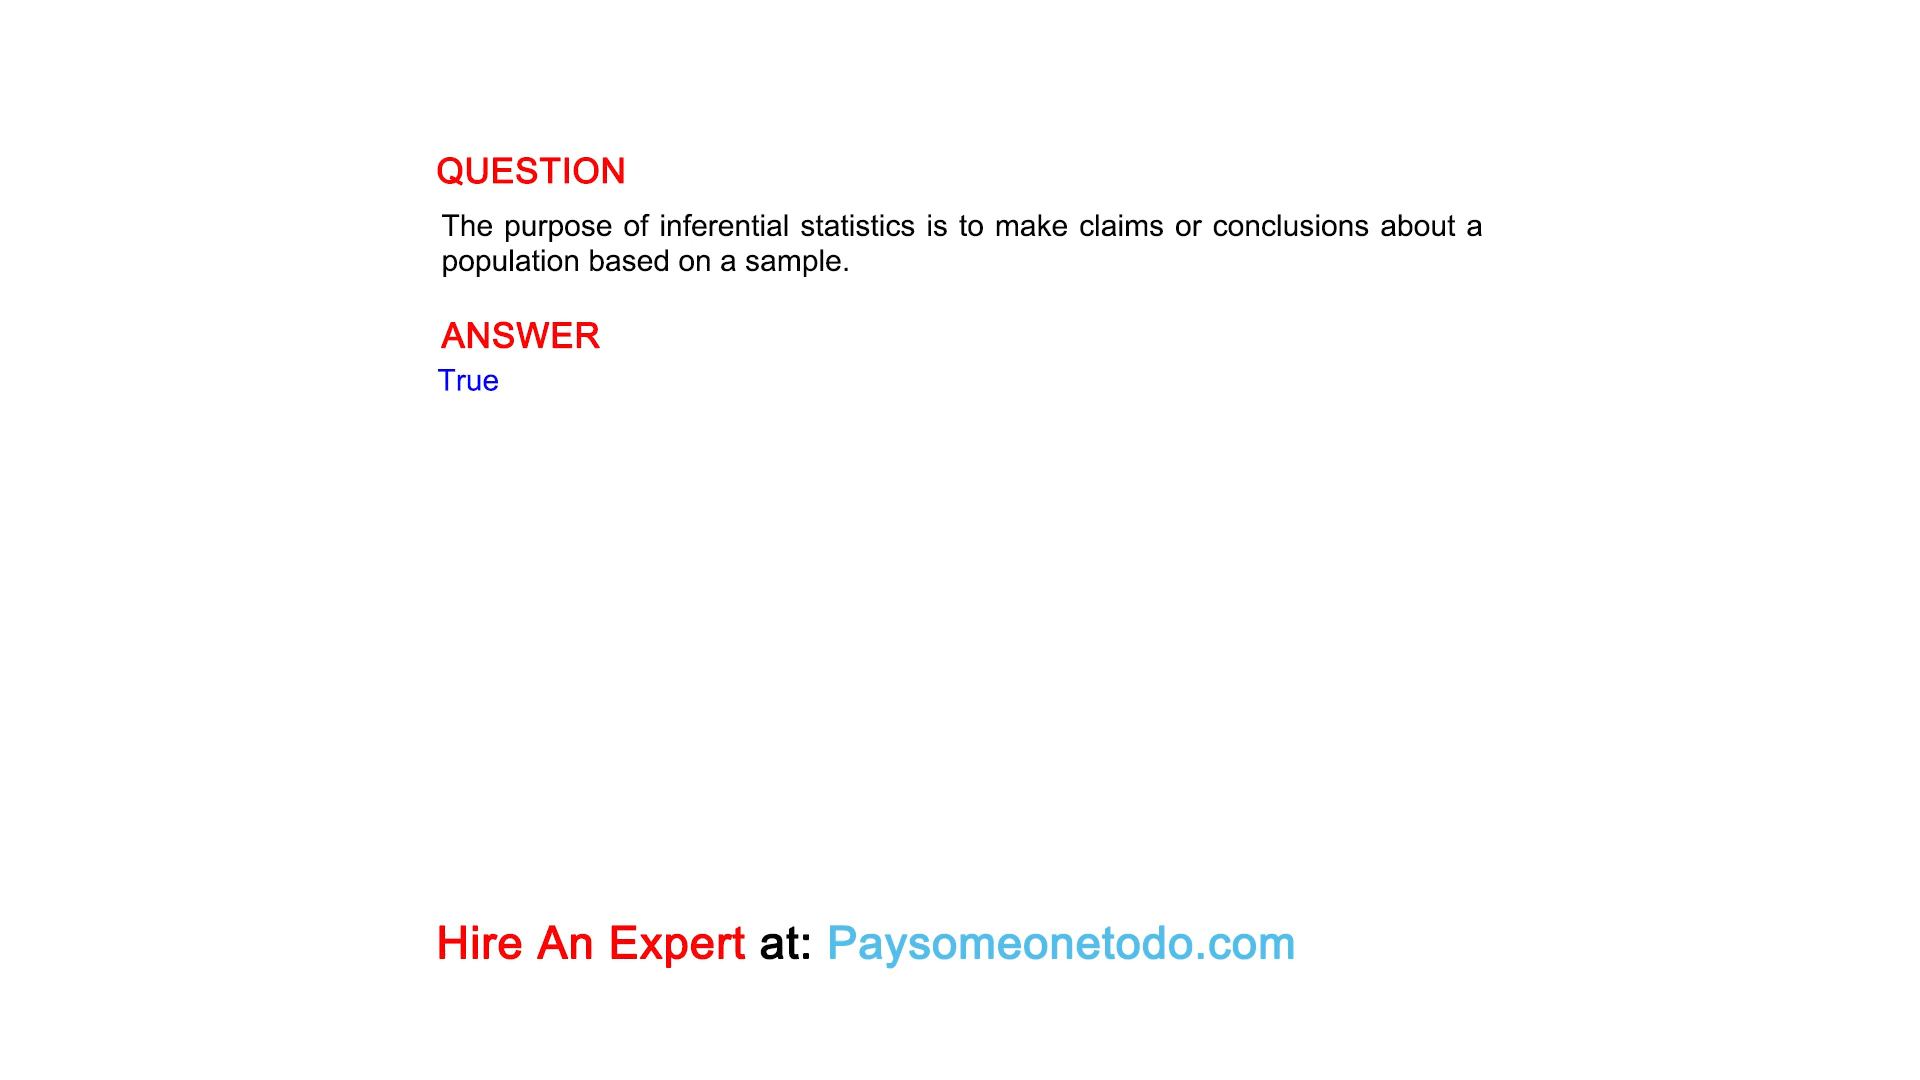 QUESTION
The purpose of inferential statistics is to make claims or conclusions about a
population based on a sample.
ANSWER
True
Hire An Expert at: Paysomeonetodo.com